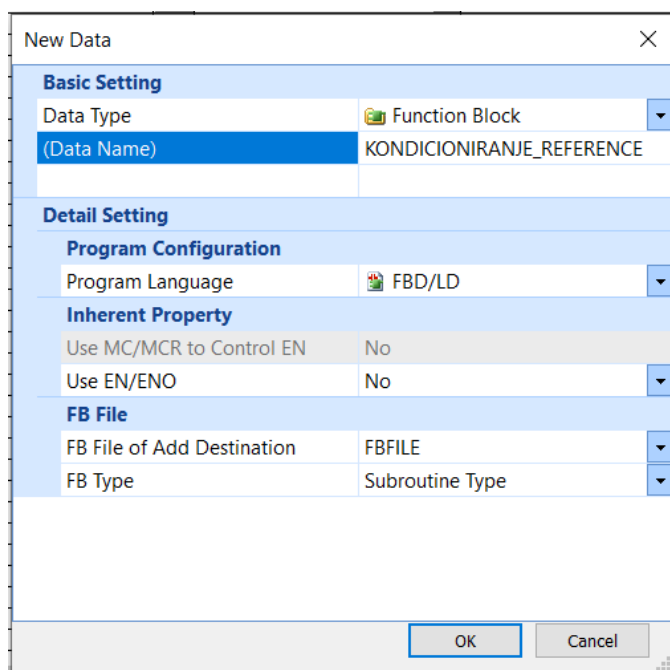 New Data
Basic Setting
Data Type Function Block
(Data Name) KONDICIONIRANJE_REFERENCE
Detail Setting
Program Configuration
Program Language FBD/LD
Inherent Property
Use MC/MCR to Control EN No
Use EN/ENO No
FB File
FB File of Add Destination FBFILE
FB Type Subroutine Type
OK Cancel